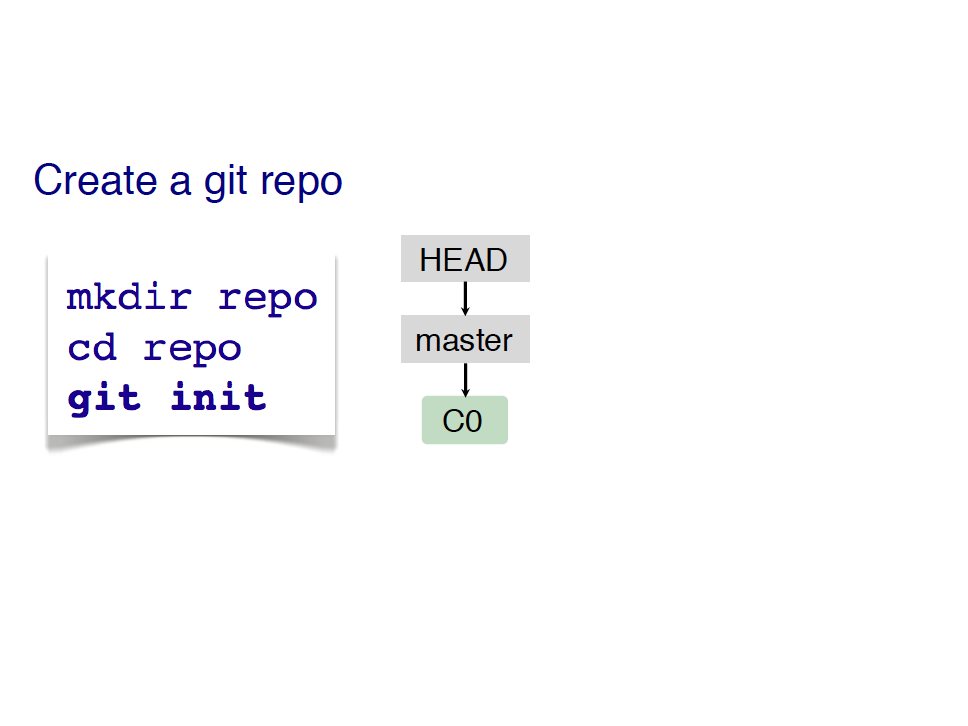 Create a git repo
mkdir repo
cd repo
git init
HEAD
master
C0